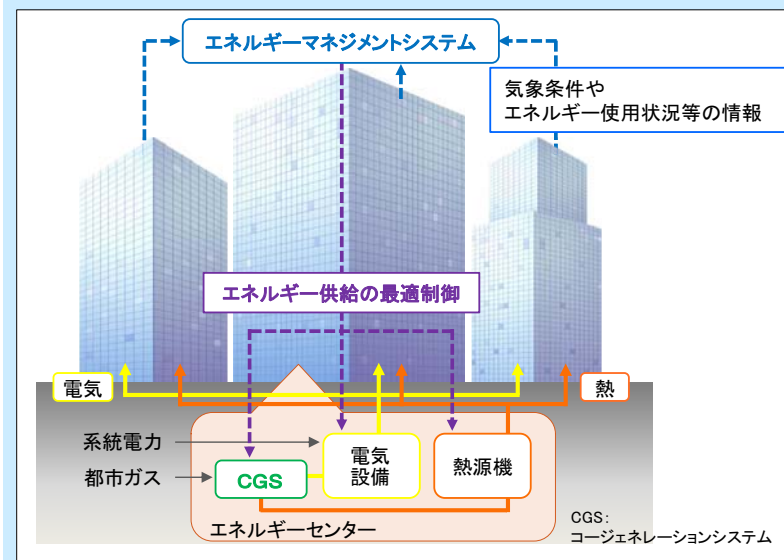 エネルギーマネジメントシステム
気象条件や
エネルギー使用状況等の情報
エネルギー供給の最適制御
電気
熱
系統電力
都市ガス
CGS
電気
設備
熱源機
エネルギーセンター
CGS:
コージェネレーションシステム